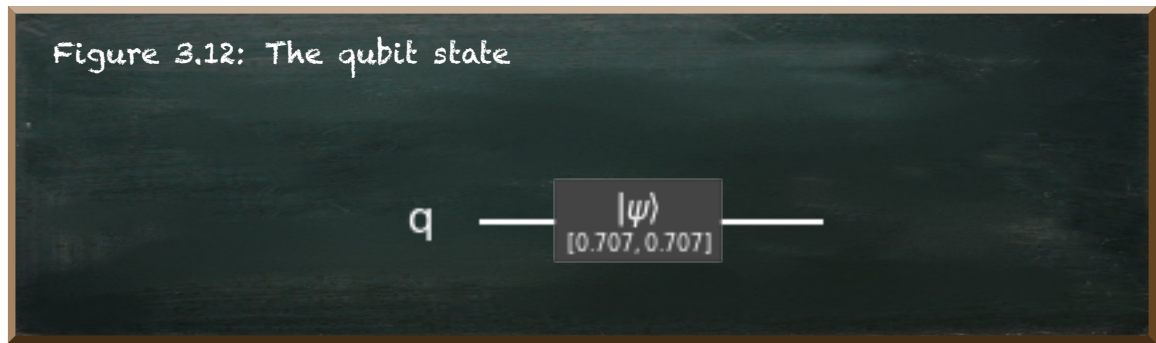 Figure 3.12: The qubit state
|ψ⟩
q
[0.707, 0.707]